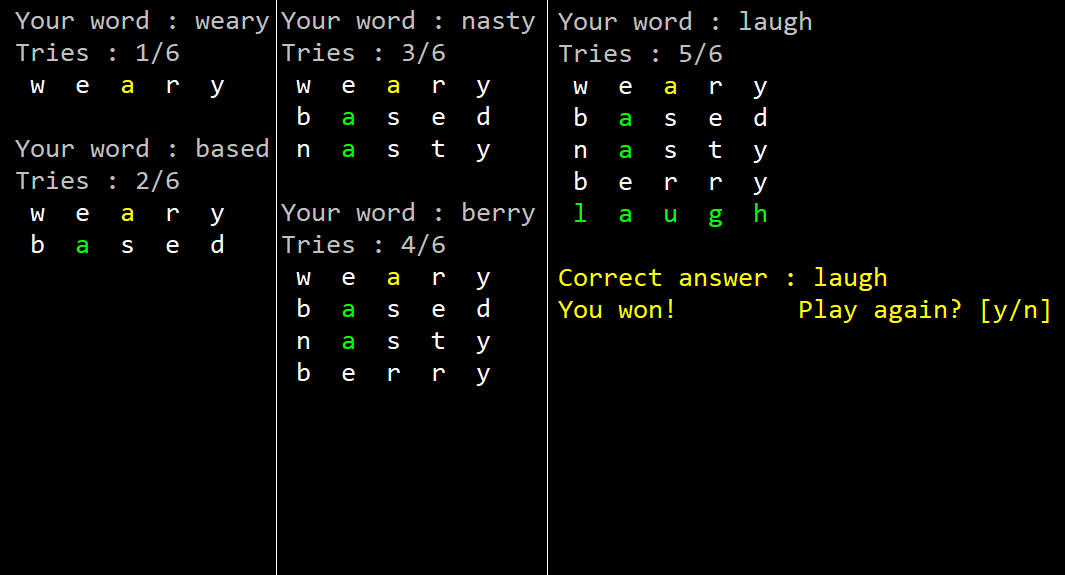 Your word : weary
Tries : 1/6
w e a r y
Your word : based
Tries : 2/6
w e a r y
b a s e d
Your word : nasty
Tries : 3/6
w e a r y
b a s e d
n a s t y
Your word : berry
Tries : 4/6
w e a r y
b a s e d
n a s t y
b e r r y
Your word : laugh
Tries : 5/6
w e a r y
b a s e d
n a s t y
b e r r y
l a u g h
Correct answer : laugh
You won! Play again? [y/n]